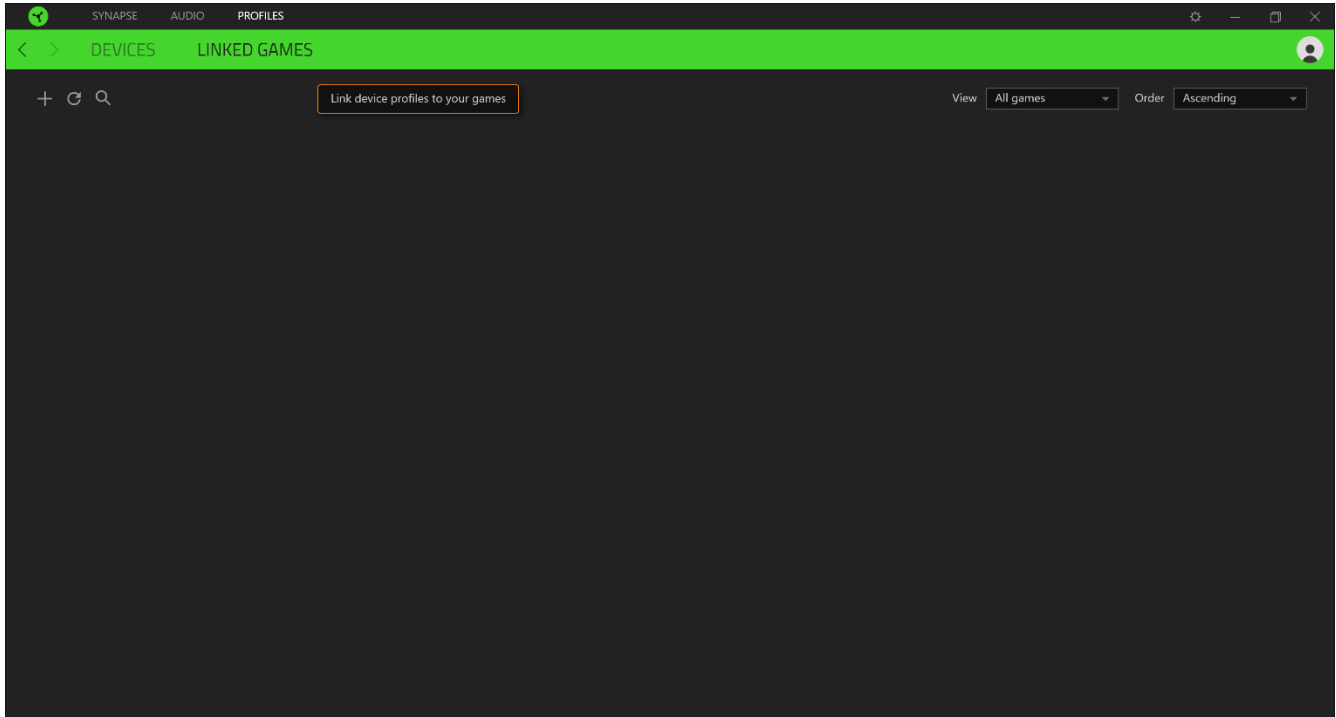 SYNAPSE AUDIO PROFILES
DEVICES LINKED GAMES
Link device profiles to your games View All games Order Ascending